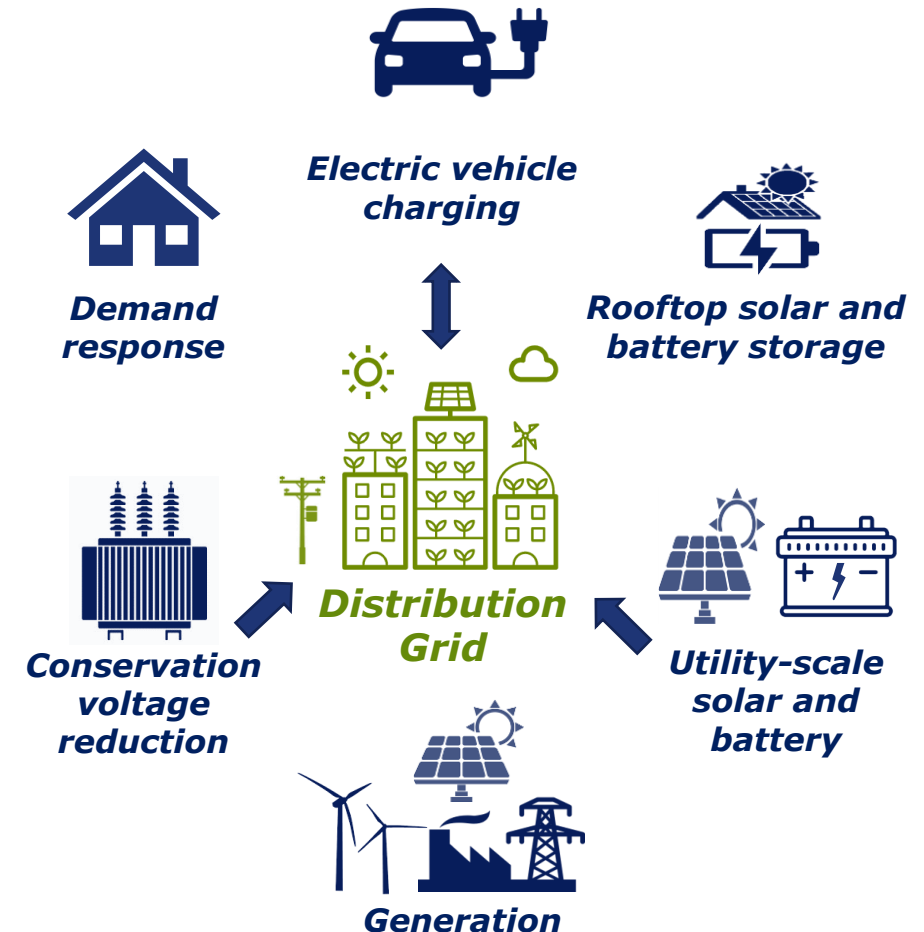 Electric vehicle
charging
Demand
response
Rooftop solar and
battery storage
Distribution
Grid
Conservation
voltage
reduction
Utility-scale
solar and
battery
Generation